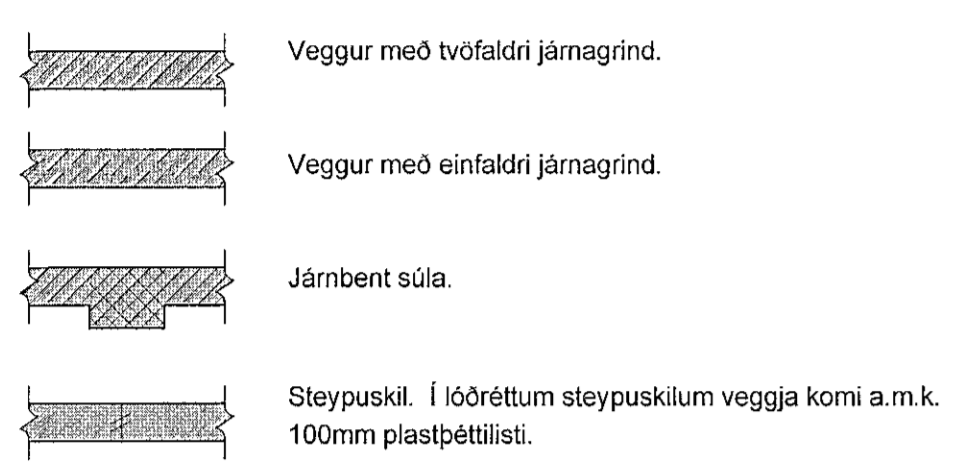 Veggur með tvöfaldri járnagrind.
Veggur með einfaldri járnagrind.
Járnbent súla.
Steypuskil. Í lóðréttum steypuskilum veggja komi a.m.k.
100mm plastþéttilisti.